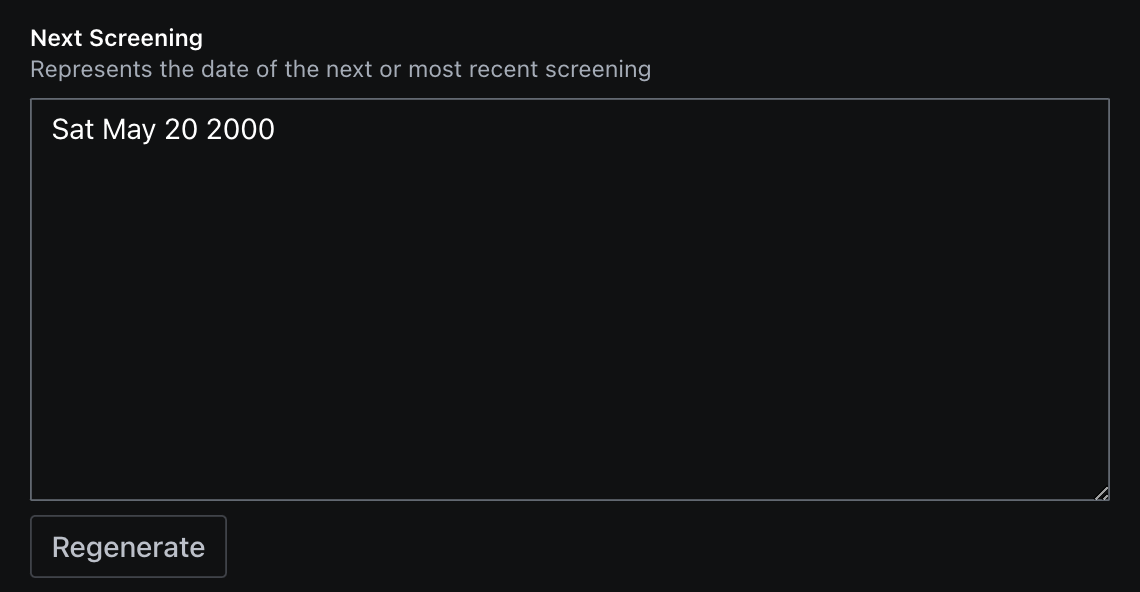 Next Screening
Represents the date of the next or most recent screening
Sat May 20 2000
Regenerate